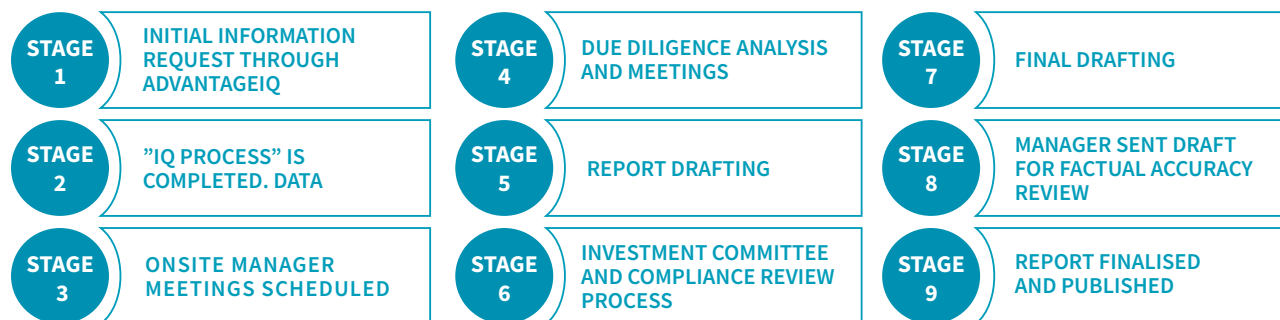 STAGE
1
INITIAL INFORMATION
REQUEST THROUGH
ADVANTAGEIQ
STAGE
2
”IQ PROCESS” IS
COMPLETED. DATA
STAGE
3
ONSITE MANAGER
MEETINGS SCHEDULED
STAGE
4
DUE DILIGENCE ANALYSIS
AND MEETINGS
STAGE
5
REPORT DRAFTING
STAGE
6
INVESTMENT COMMITTEE
AND COMPLIANCE REVIEW
PROCESS
STAGE
7
FINAL DRAFTING
STAGE
8
MANAGER SENT DRAFT
FOR FACTUAL ACCURACY
REVIEW
STAGE
9
REPORT FINALISED
AND PUBLISHED